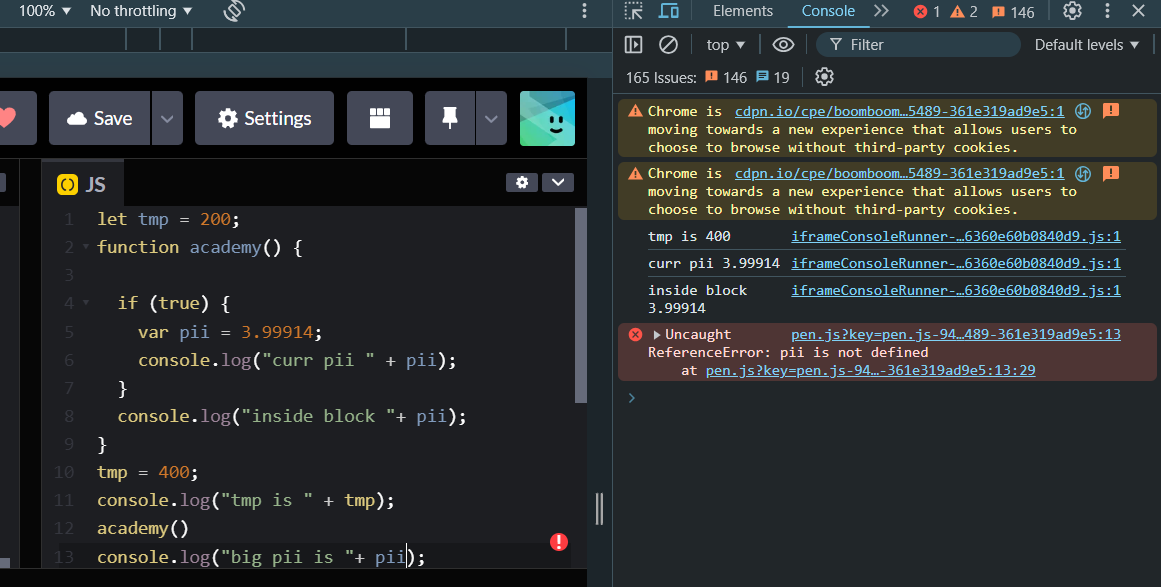 100% ▼ No throttling ▼
Elements Console 1 2 146
top ▼ Filter Default levels ▼
165 Issues: 146 19
Save Settings
JS
1 let tmp = 200;
2 function academy() {
3
4 if (true) {
5 var pii = 3.99914;
6 console.log("curr pii " + pii);
7 }
8 console.log("inside block "+ pii);
9 }
10 tmp = 400;
11 console.log("tmp is " + tmp);
12 academy()
13 console.log("big pii is "+ pii);
Chrome is cdpn.io/cpe/boomboom…5489-361e319ad9e5:1
moving towards a new experience that allows users to
choose to browse without third-party cookies.
Chrome is cdpn.io/cpe/boomboom…5489-361e319ad9e5:1
moving towards a new experience that allows users to
choose to browse without third-party cookies.
tmp is 400 iframeConsoleRunner-…6360e60b0840d9.js:1
curr pii 3.99914 iframeConsoleRunner-…6360e60b0840d9.js:1
inside block iframeConsoleRunner-…6360e60b0840d9.js:1
3.99914
Uncaught pen.js?key=pen.js-94…489-361e319ad9e5:13
ReferenceError: pii is not defined
at pen.js?key=pen.js-94…-361e319ad9e5:13:29